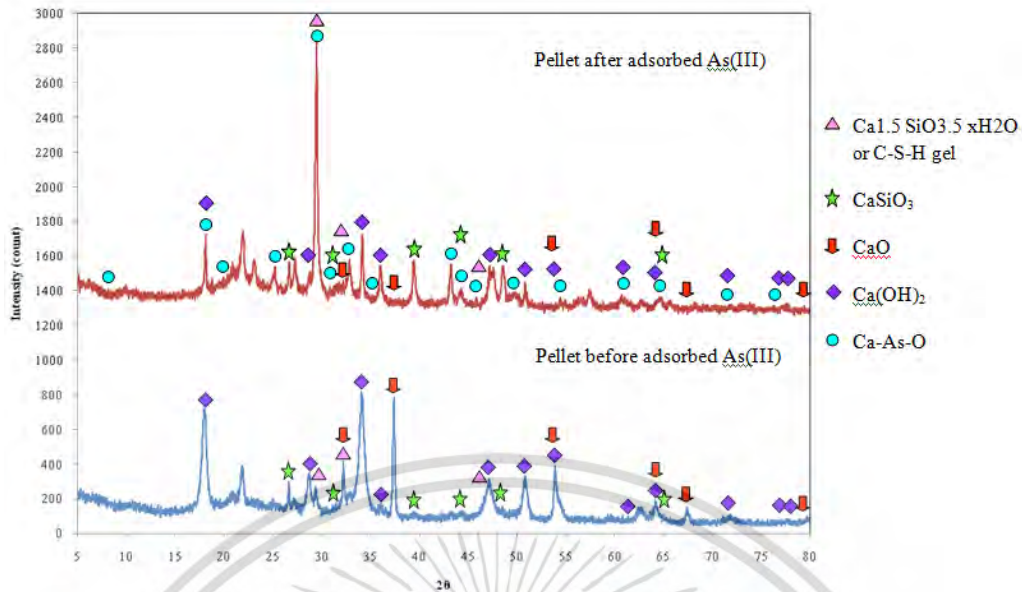 3000
2800
2600
2400
2200
2000
1800
1600
1400
1200
1000
800
600
400
200
0
Intensity (count)
Pellet after adsorbed As(III)
Pellet before adsorbed As(III)
5 10 15 20 25 30 35 40 45 50 55 60 65 70 75 80
2θ
Ca1.5 SiO3.5 xH2O
or C-S-H gel
CaSiO₃
CaO
Ca(OH)₂
Ca-As-O